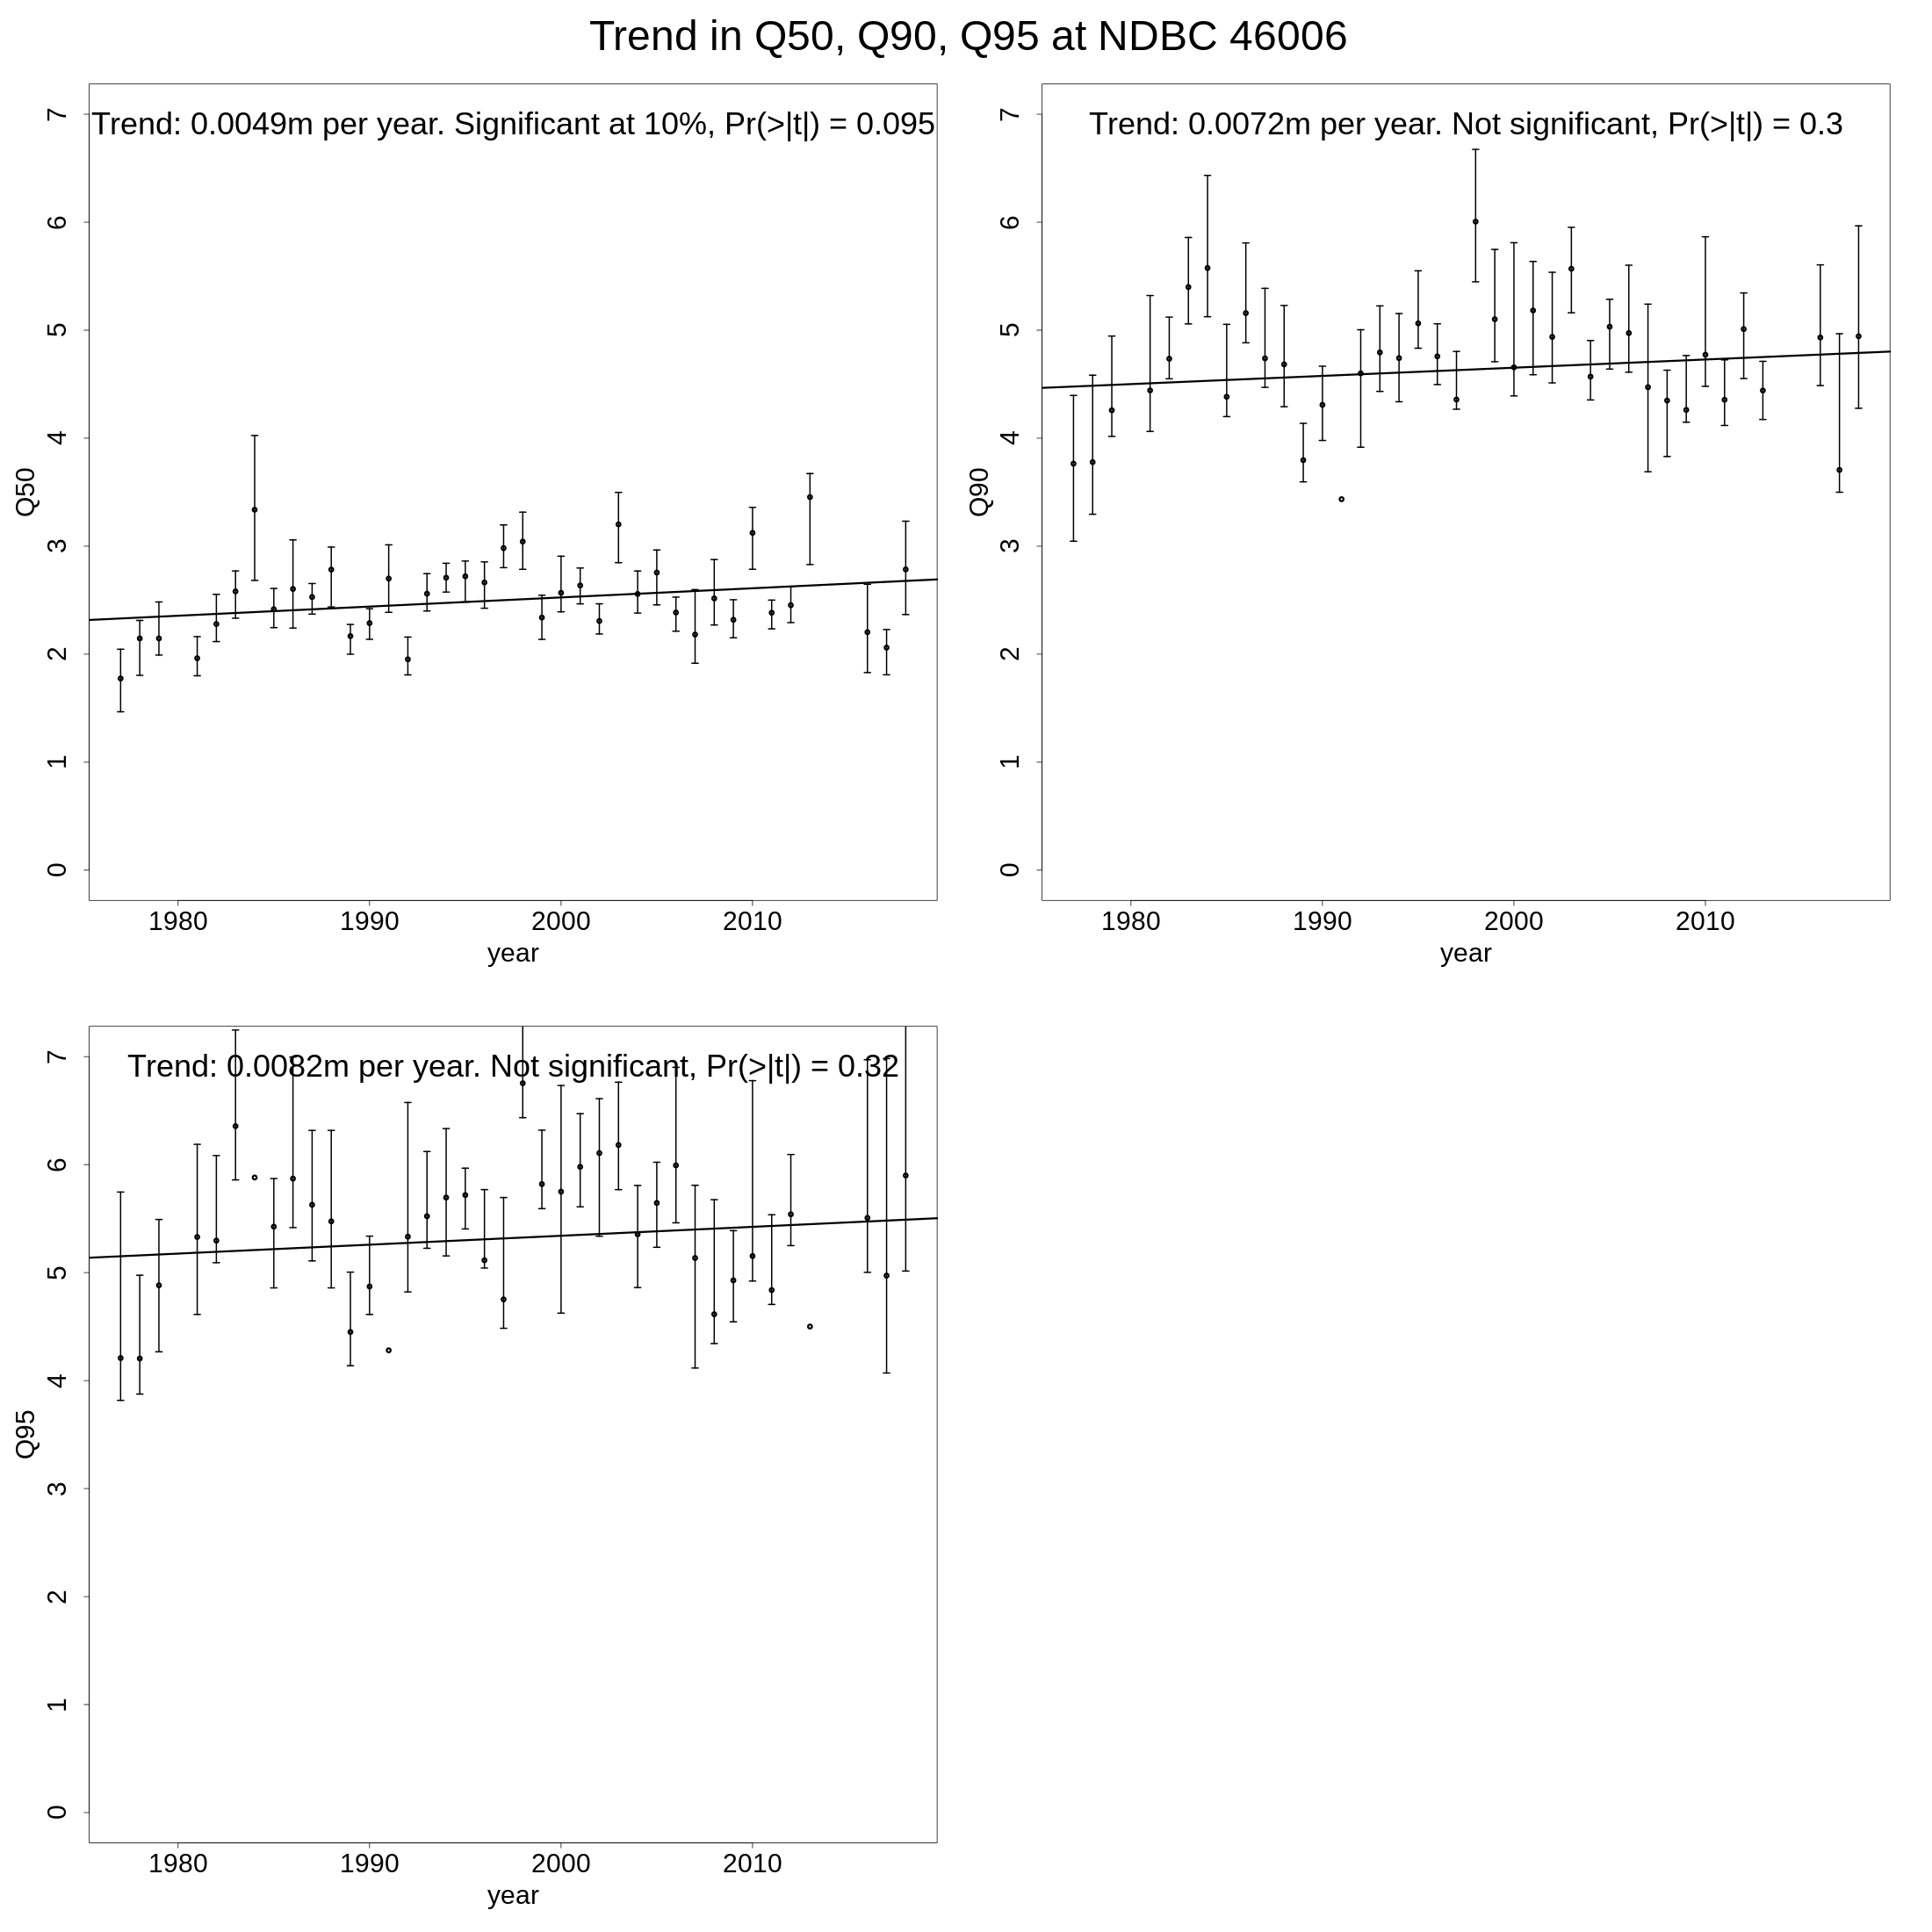 Trend in Q50, Q90, Q95 at NDBC 46006
Trend: 0.0049m per year. Significant at 10%, Pr(>|t|) = 0.095
7
6
5
4
3
2
1
0
Q50
1980 1990 2000 2010
year
Trend: 0.0072m per year. Not significant, Pr(>|t|) = 0.3
7
6
5
4
3
2
1
0
Q90
1980 1990 2000 2010
year
Trend: 0.0082m per year. Not significant, Pr(>|t|) = 0.32
7
6
5
4
3
2
1
0
Q95
1980 1990 2000 2010
year